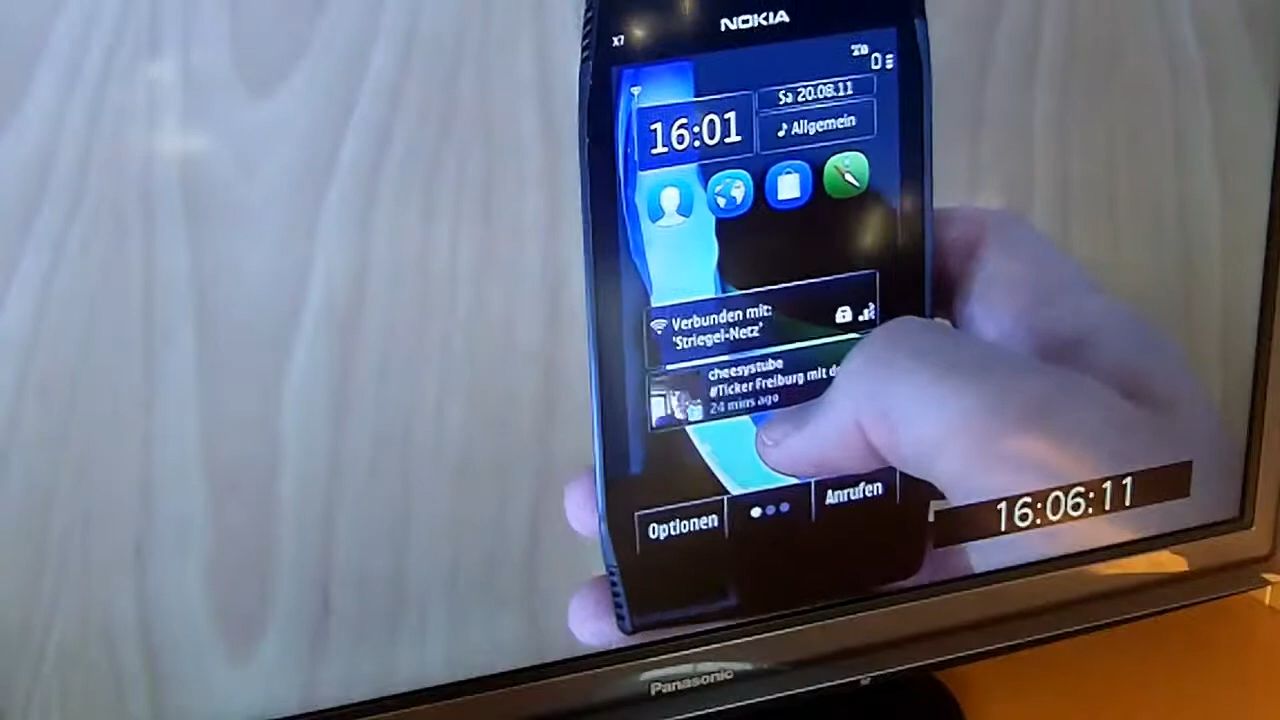 NOKIA
X7
Sa 20.08.11
16:01
Allgemein
Verbunden mit:
'Striegel-Netz'
cheesystube
#Ticker Freiburg mit
24 mins ago
Optionen
Anrufen
16:06:11
Panasonic